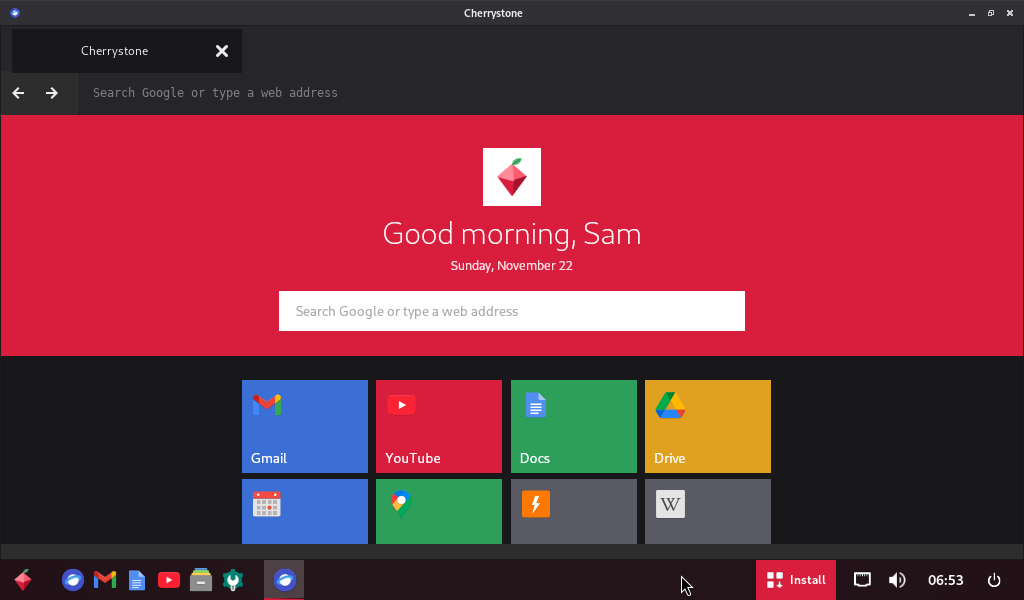 Cherrystone
Cherrystone
Search Google or type a web address
Good morning, Sam
Sunday, November 22
Search Google or type a web address
Gmail
YouTube
Docs
Drive
W
Install
06:53